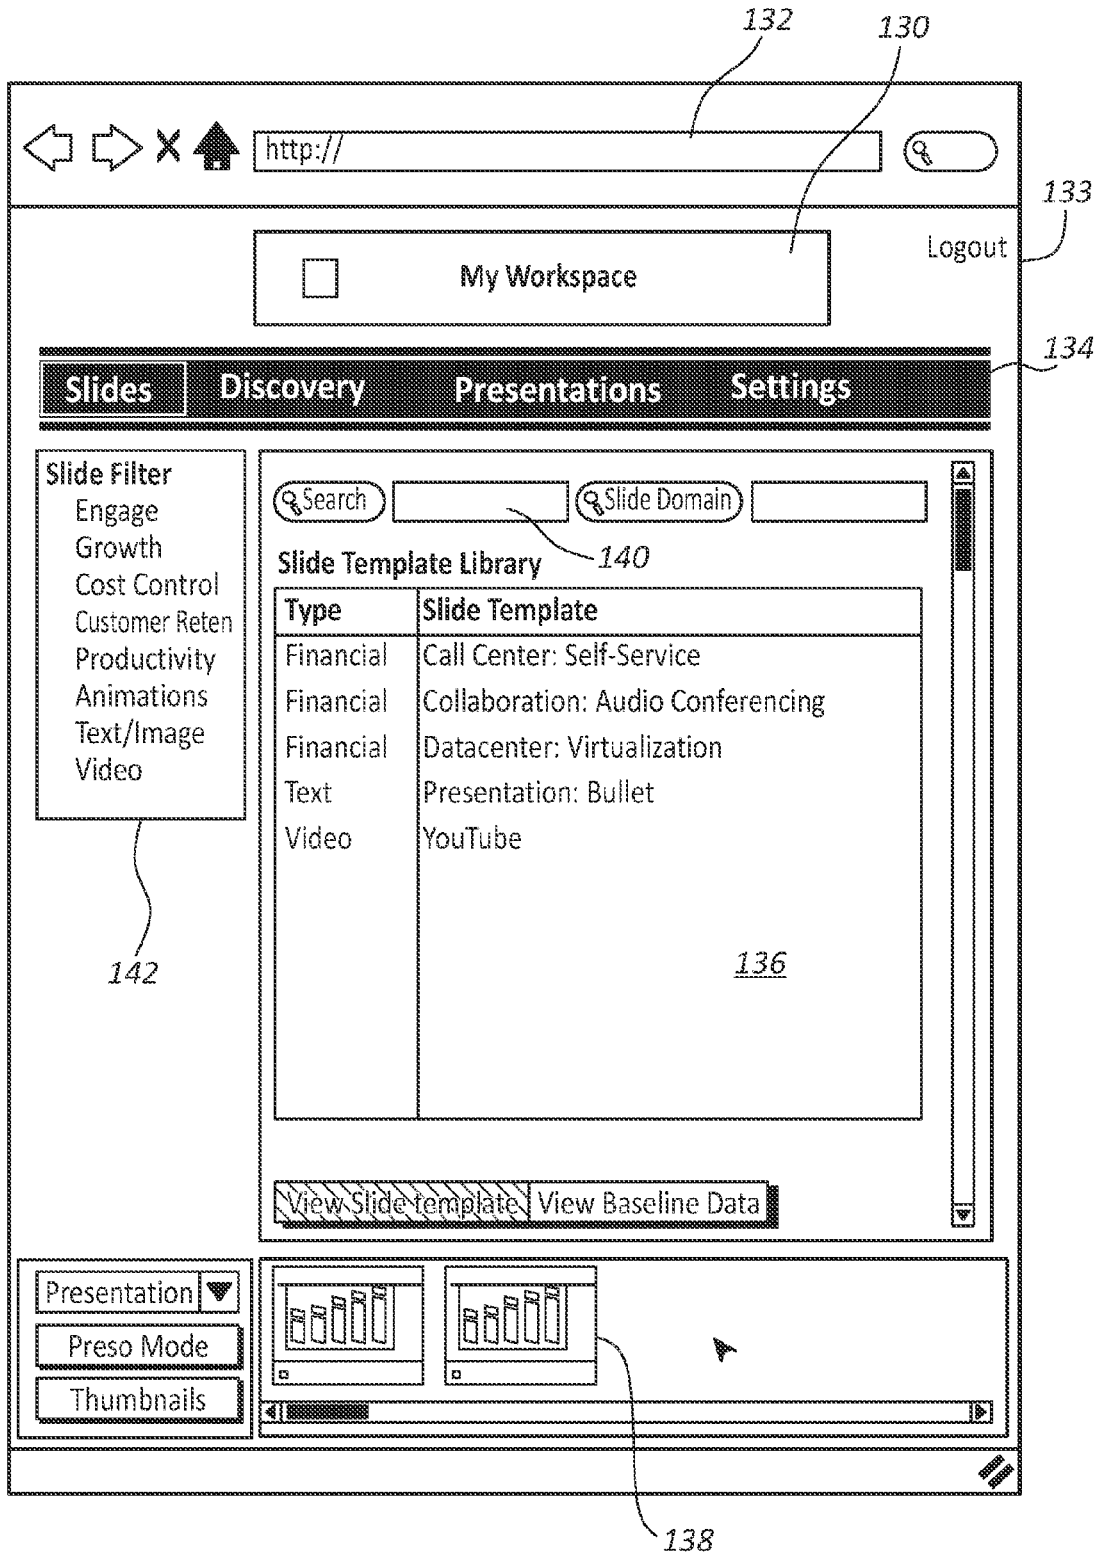 132
130
http://
133
Logout
My Workspace
134
Slides Discovery Presentations Settings
Slide Filter
Engage
Growth
Cost Control
Customer Reten
Productivity
Animations
Text/Image
Video
142
Search Slide Domain
140
Slide Template Library
Type Slide Template
Financial Call Center: Self-Service
Financial Collaboration: Audio Conferencing
Financial Datacenter: Virtualization
Text Presentation: Bullet
Video YouTube
136
View Slide template View Baseline Data
Presentation
Preso Mode
Thumbnails
138